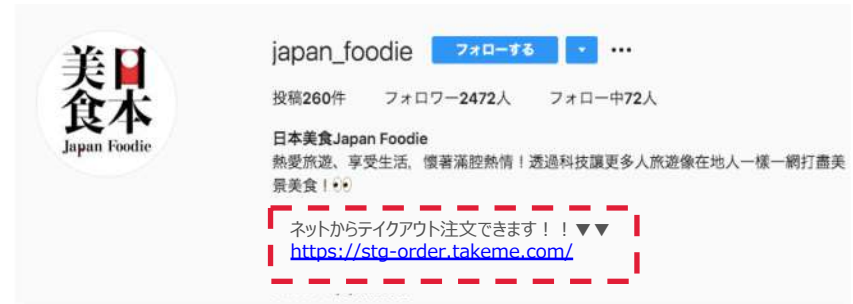 美日
食本
Japan Foodie
japan_foodie フォローする
投稿260件 フォロワー2472人 フォロー中72人
日本美食Japan Foodie
熱愛旅遊、享受生活，懷著滿腔熱情！透過科技讓更多人旅遊像在地人一樣一網打盡美
景美食！👀
ネットからテイクアウト注文できます！！▼▼
https://stg-order.takeme.com/